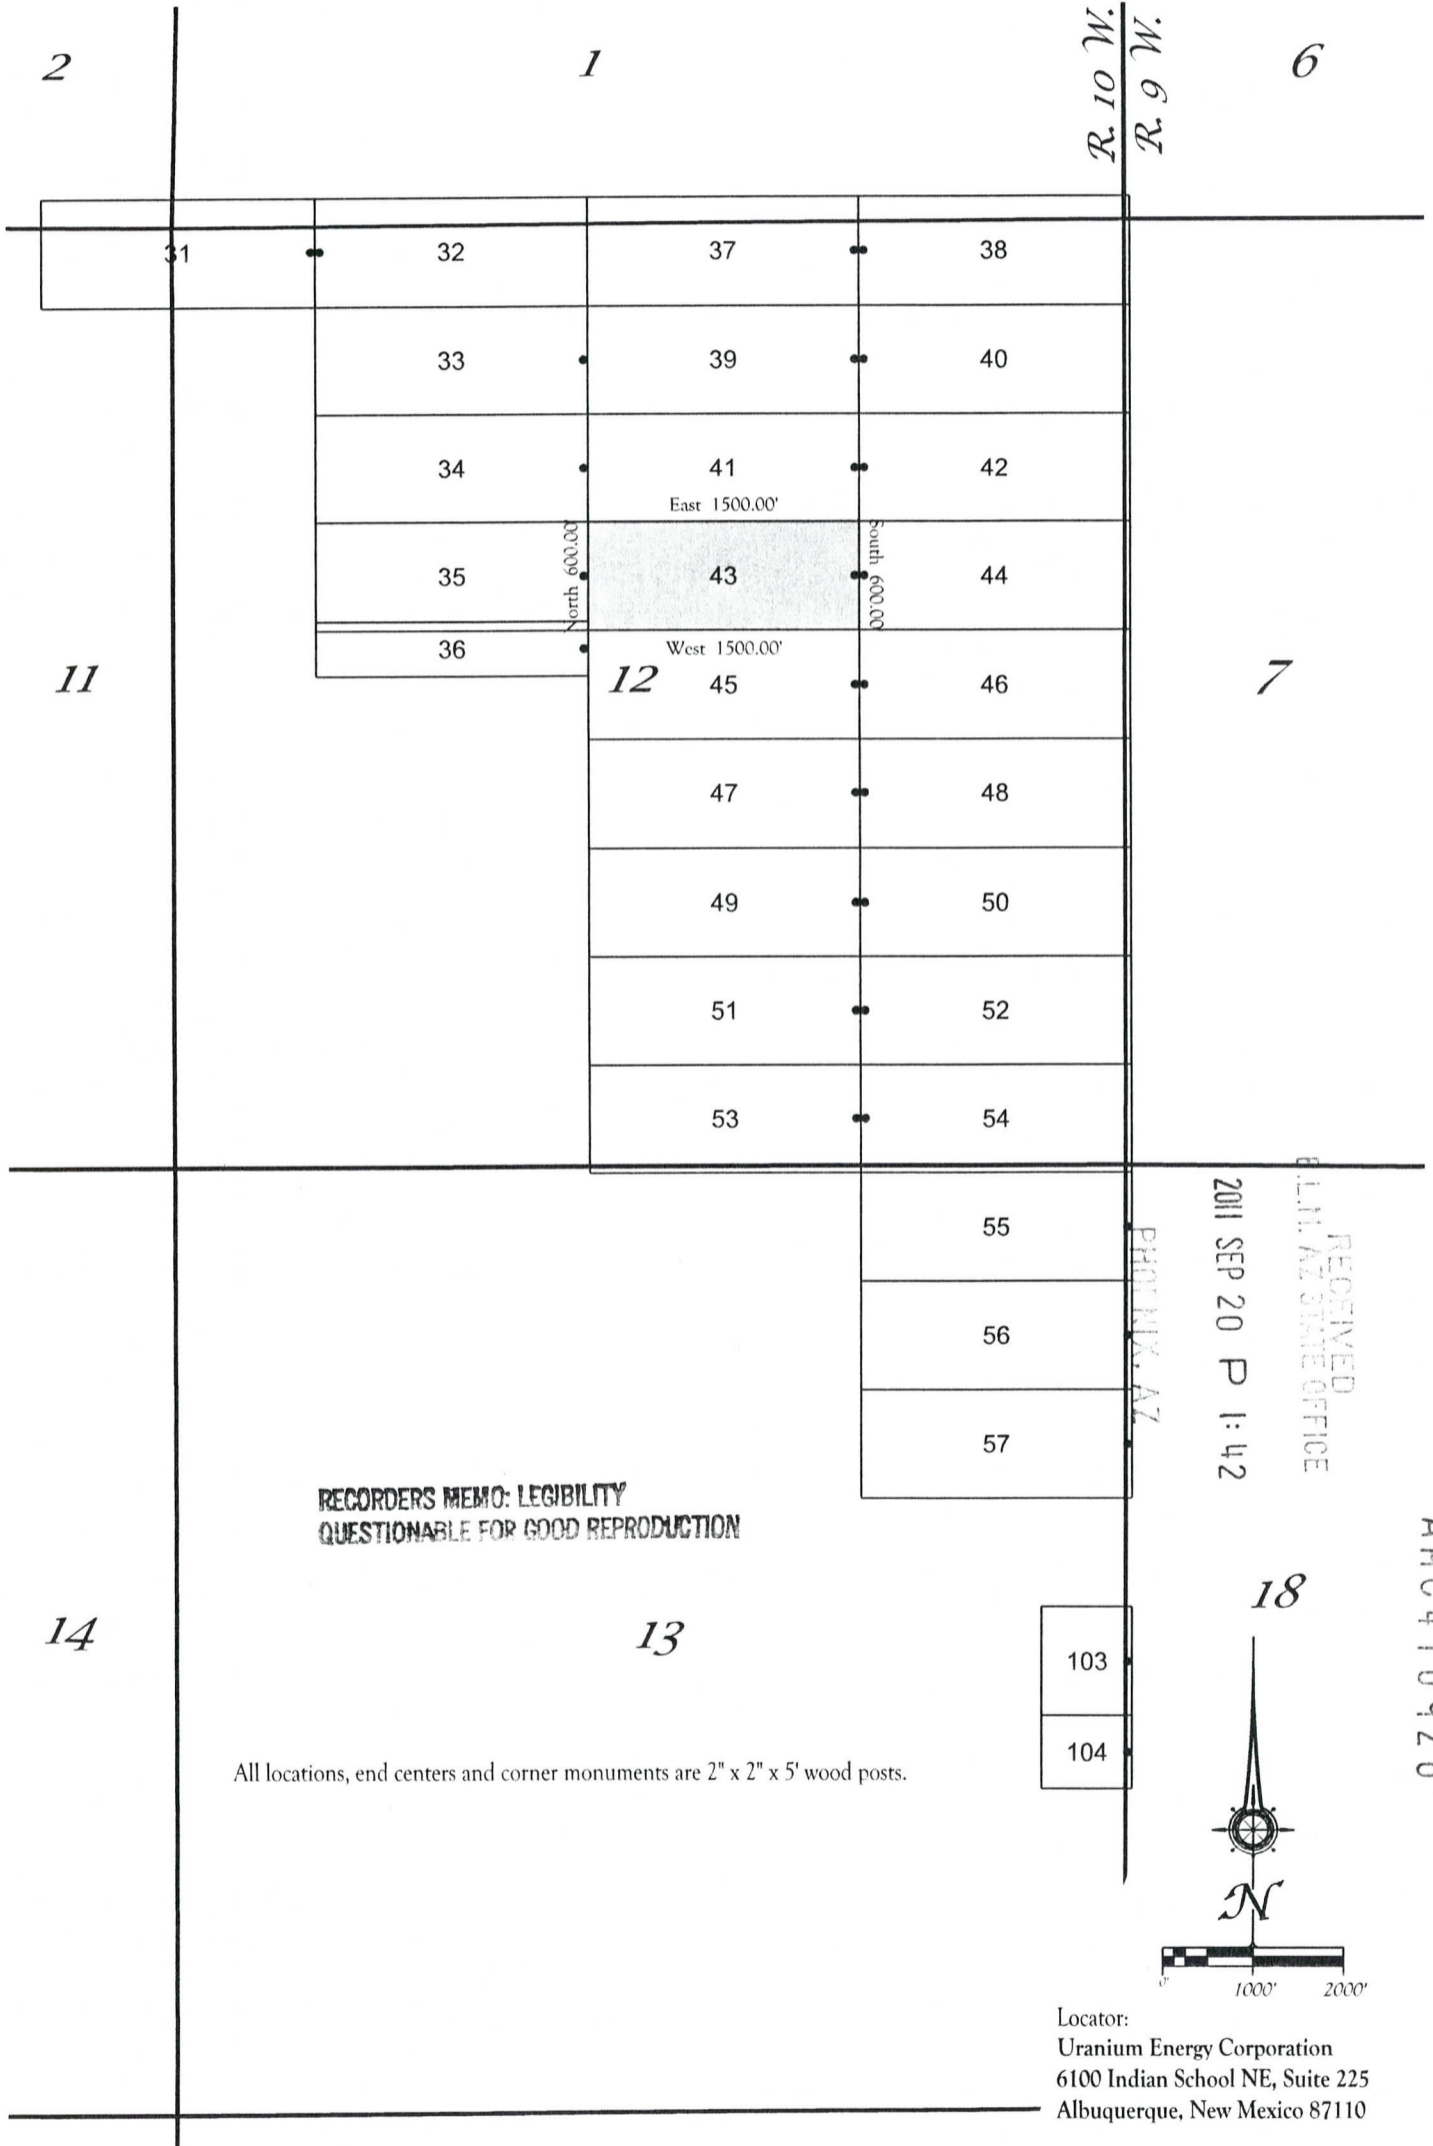 2
1
R. 10 W.
R. 9 W.
6
31
32
37
38
33
39
40
34
41
42
East 1500.00'
North 600.00'
South 600.00'
35
43
44
36
West 1500.00'
11
12
45
46
7
47
48
49
50
51
52
53
54
55
56
57
RECEIVED
B.L.M. AZ STATE OFFICE
2011 SEP 20 P 1:42
PHOENIX, AZ
RECORDERS MEMO: LEGIBILITY
QUESTIONABLE FOR GOOD REPRODUCTION
14
13
18
103
104
All locations, end centers and corner monuments are 2" x 2" x 5' wood posts.
N
0'
1000'
2000'
Locator:
Uranium Energy Corporation
6100 Indian School NE, Suite 225
Albuquerque, New Mexico 87110